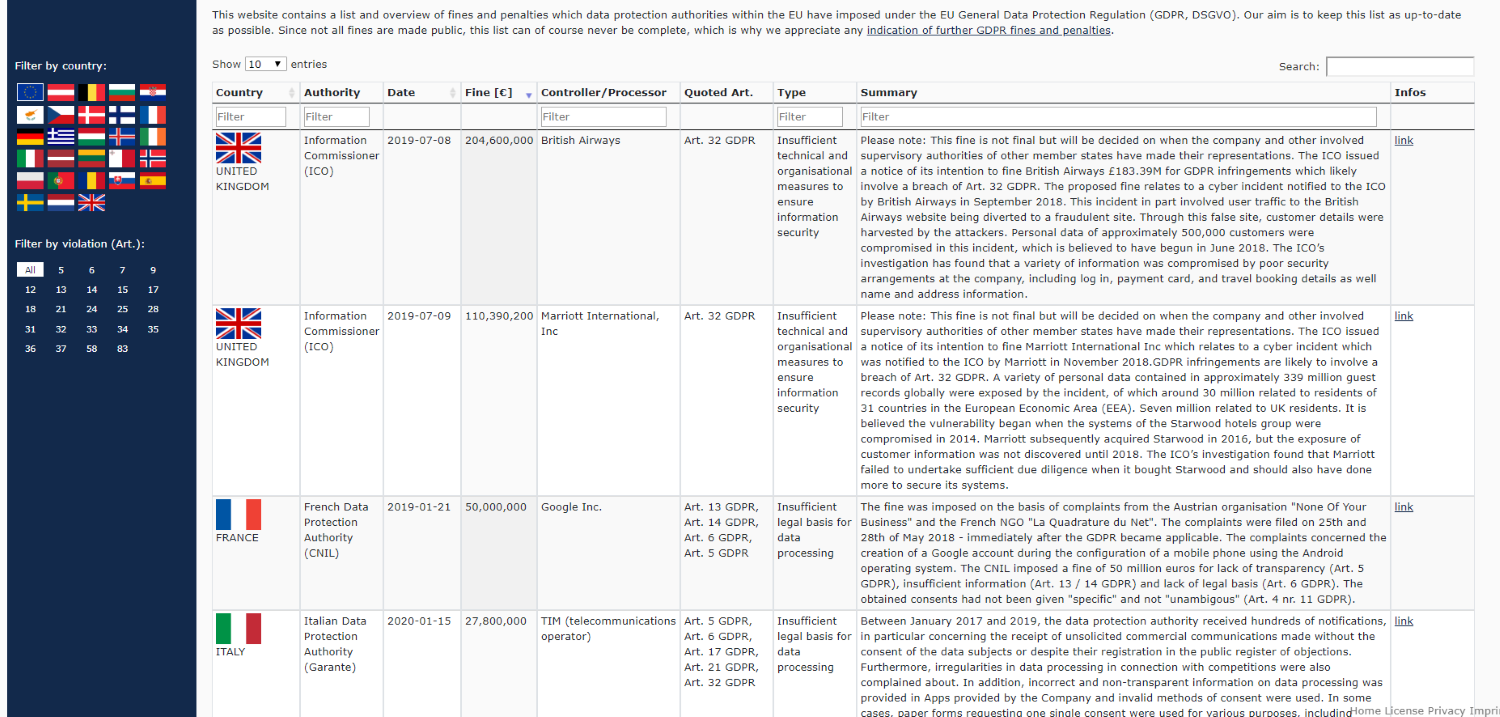 This website contains a list and overview of fines and penalties which data protection authorities within the EU have imposed under the EU General Data Protection Regulation (GDPR, DSGVO). Our aim is to keep this list as up-to-date
as possible. Since not all fines are made public, this list can of course never be complete, which is why we appreciate any indication of further GDPR fines and penalties.
Filter by country:
Filter by violation (Art.):
All 5 6 7 9
12 13 14 15 17
18 21 24 25 28
31 32 33 34 35
36 37 58 83
Show 10 entries
Search:
Country Authority Date Fine [€] Controller/Processor Quoted Art. Type Summary Infos
Filter Filter Filter Filter Filter
UNITED
KINGDOM
Information
Commissioner
(ICO)
2019-07-08
204,600,000
British Airways
Art. 32 GDPR
Insufficient
technical and
organisational
measures to
ensure
information
security
Please note: This fine is not final but will be decided on when the company and other involved
supervisory authorities of other member states have made their representations. The ICO issued
a notice of its intention to fine British Airways £183.39M for GDPR infringements which likely
involve a breach of Art. 32 GDPR. The proposed fine relates to a cyber incident notified to the ICO
by British Airways in September 2018. This incident in part involved user traffic to the British
Airways website being diverted to a fraudulent site. Through this false site, customer details were
harvested by the attackers. Personal data of approximately 500,000 customers were
compromised in this incident, which is believed to have begun in June 2018. The ICO’s
investigation has found that a variety of information was compromised by poor security
arrangements at the company, including log in, payment card, and travel booking details as well
name and address information.
link
UNITED
KINGDOM
Information
Commissioner
(ICO)
2019-07-09
110,390,200
Marriott International,
Inc
Art. 32 GDPR
Insufficient
technical and
organisational
measures to
ensure
information
security
Please note: This fine is not final but will be decided on when the company and other involved
supervisory authorities of other member states have made their representations. The ICO issued
a notice of its intention to fine Marriott International Inc which relates to a cyber incident which
was notified to the ICO by Marriott in November 2018.GDPR infringements are likely to involve a
breach of Art. 32 GDPR. A variety of personal data contained in approximately 339 million guest
records globally were exposed by the incident, of which around 30 million related to residents of
31 countries in the European Economic Area (EEA). Seven million related to UK residents. It is
believed the vulnerability began when the systems of the Starwood hotels group were
compromised in 2014. Marriott subsequently acquired Starwood in 2016, but the exposure of
customer information was not discovered until 2018. The ICO’s investigation found that Marriott
failed to undertake sufficient due diligence when it bought Starwood and should also have done
more to secure its systems.
link
FRANCE
French Data
Protection
Authority
(CNIL)
2019-01-21
50,000,000
Google Inc.
Art. 13 GDPR,
Art. 14 GDPR,
Art. 6 GDPR,
Art. 5 GDPR
Insufficient
legal basis for
data
processing
The fine was imposed on the basis of complaints from the Austrian organisation "None Of Your
Business" and the French NGO "La Quadrature du Net". The complaints were filed on 25th and
28th of May 2018 - immediately after the GDPR became applicable. The complaints concerned the
creation of a Google account during the configuration of a mobile phone using the Android
operating system. The CNIL imposed a fine of 50 million euros for lack of transparency (Art. 5
GDPR), insufficient information (Art. 13 / 14 GDPR) and lack of legal basis (Art. 6 GDPR). The
obtained consents had not been given "specific" and not "unambigous" (Art. 4 nr. 11 GDPR).
link
ITALY
Italian Data
Protection
Authority
(Garante)
2020-01-15
27,800,000
TIM (telecommunications
operator)
Art. 5 GDPR,
Art. 6 GDPR,
Art. 17 GDPR,
Art. 21 GDPR,
Art. 32 GDPR
Insufficient
legal basis for
data
processing
Between January 2017 and 2019, the data protection authority received hundreds of notifications,
in particular concerning the receipt of unsolicited commercial communications made without the
consent of the data subjects or despite their registration in the public register of objections.
Furthermore, irregularities in data processing in connection with competitions were also
complained about. In addition, incorrect and non-transparent information on data processing was
provided in Apps provided by the Company and invalid methods of consent were used. In some
cases, paper forms requesting one single consent were used for various purposes, including
link
Home License Privacy Impri